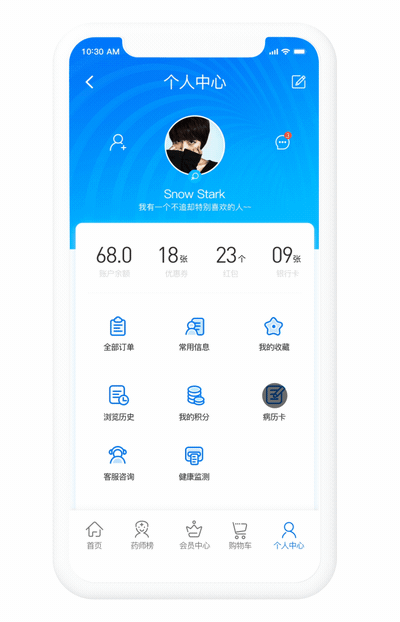 10:30 AM
个人中心
3
Snow Stark
我有一个不追却特别喜欢的人一
68.0 18张 23个 09张
账户余额 优惠券 红包 银行卡
全部订单 常用信息 我的收藏
浏览历史 我的积分 病历卡
客服咨询 健康监测
首页 药师榜 会员中心 购物车 个人中心